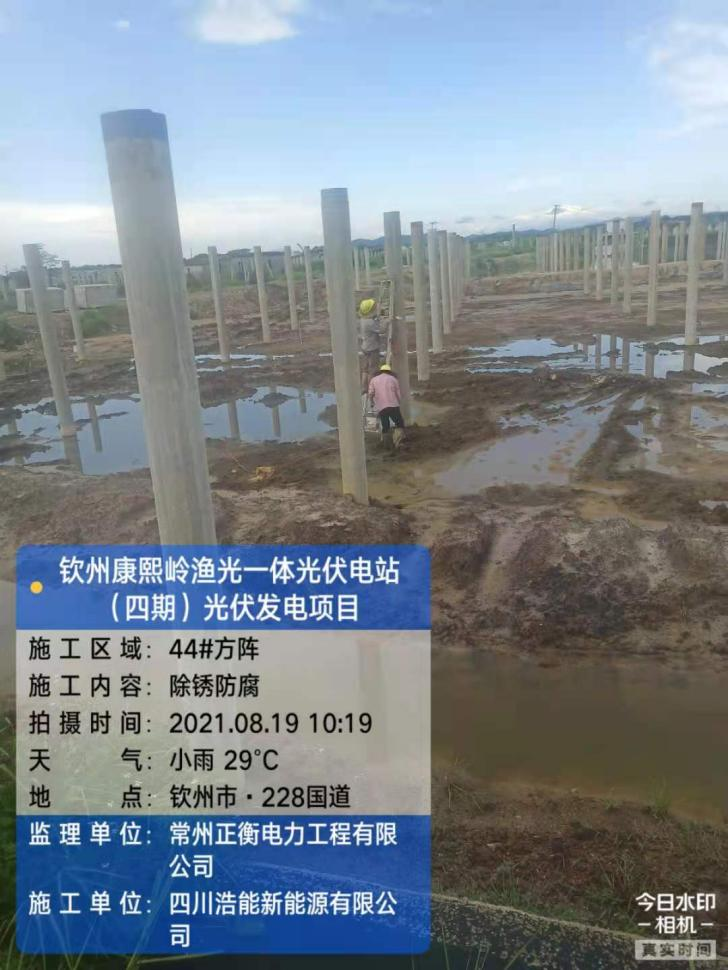 钦州康熙岭渔光一体光伏电站
（四期）光伏发电项目
施工区域：44#方阵
施工内容：除锈防腐
拍摄时间：2021.08.19 10:19
天气：小雨 29°C
地点：钦州市·228国道
监理单位：常州正衡电力工程有限
公司
施工单位：四川浩能新能源有限公
司
今日水印
-相机-
真实时间